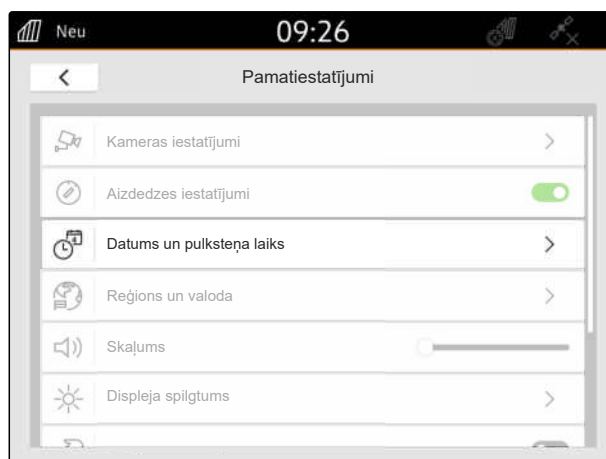 Neu
09:26
Pamatiestatījumi
Kameras iestatījumi
Aizdedzes iestatījumi
Datums un pulksteņa laiks
Reģions un valoda
Skaļums
Displeja spilgtums